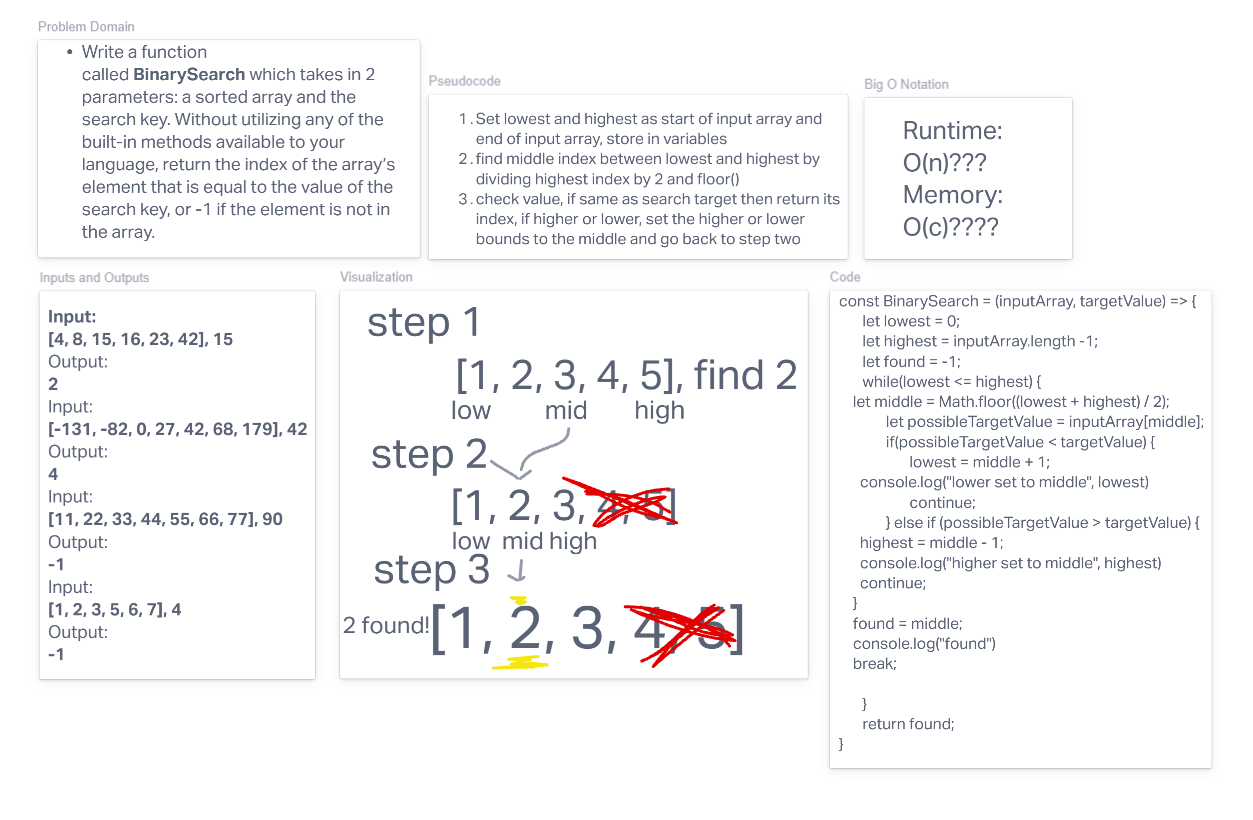 Problem Domain
• Write a function
called BinarySearch which takes in 2
parameters: a sorted array and the
search key. Without utilizing any of the
built-in methods available to your
language, return the index of the array's
element that is equal to the value of the
search key, or -1 if the element is not in
the array.
Pseudocode
1. Set lowest and highest as start of input array and
end of input array, store in variables
2. find middle index between lowest and highest by
dividing highest index by 2 and floor()
3. check value, if same as search target then return its
index, if higher or lower, set the higher or lower
bounds to the middle and go back to step two
Big O Notation
Runtime:
O(n)???
Memory:
O(c)????
Inputs and Outputs
Input:
[4, 8, 15, 16, 23, 42], 15
Output:
2
Input:
[-131, -82, 0, 27, 42, 68, 179], 42
Output:
4
Input:
[11, 22, 33, 44, 55, 66, 77], 90
Output:
-1
Input:
[1, 2, 3, 5, 6, 7], 4
Output:
-1
Visualization
step 1
[1, 2, 3, 4, 5], find 2
low mid high
step 2
[1, 2, 3, 4, 5]
low mid high
step 3
2 found! [1, 2, 3, 4, 5]
Code
const BinarySearch = (inputArray, targetValue) => {
let lowest = 0;
let highest = inputArray.length -1;
let found = -1;
while(lowest <= highest) {
let middle = Math.floor((lowest + highest) / 2);
let possibleTargetValue = inputArray[middle];
if(possibleTargetValue < targetValue) {
lowest = middle + 1;
console.log("lower set to middle", lowest)
continue;
} else if (possibleTargetValue > targetValue) {
highest = middle - 1;
console.log("higher set to middle", highest)
continue;
}
found = middle;
console.log("found")
break;
}
return found;
}